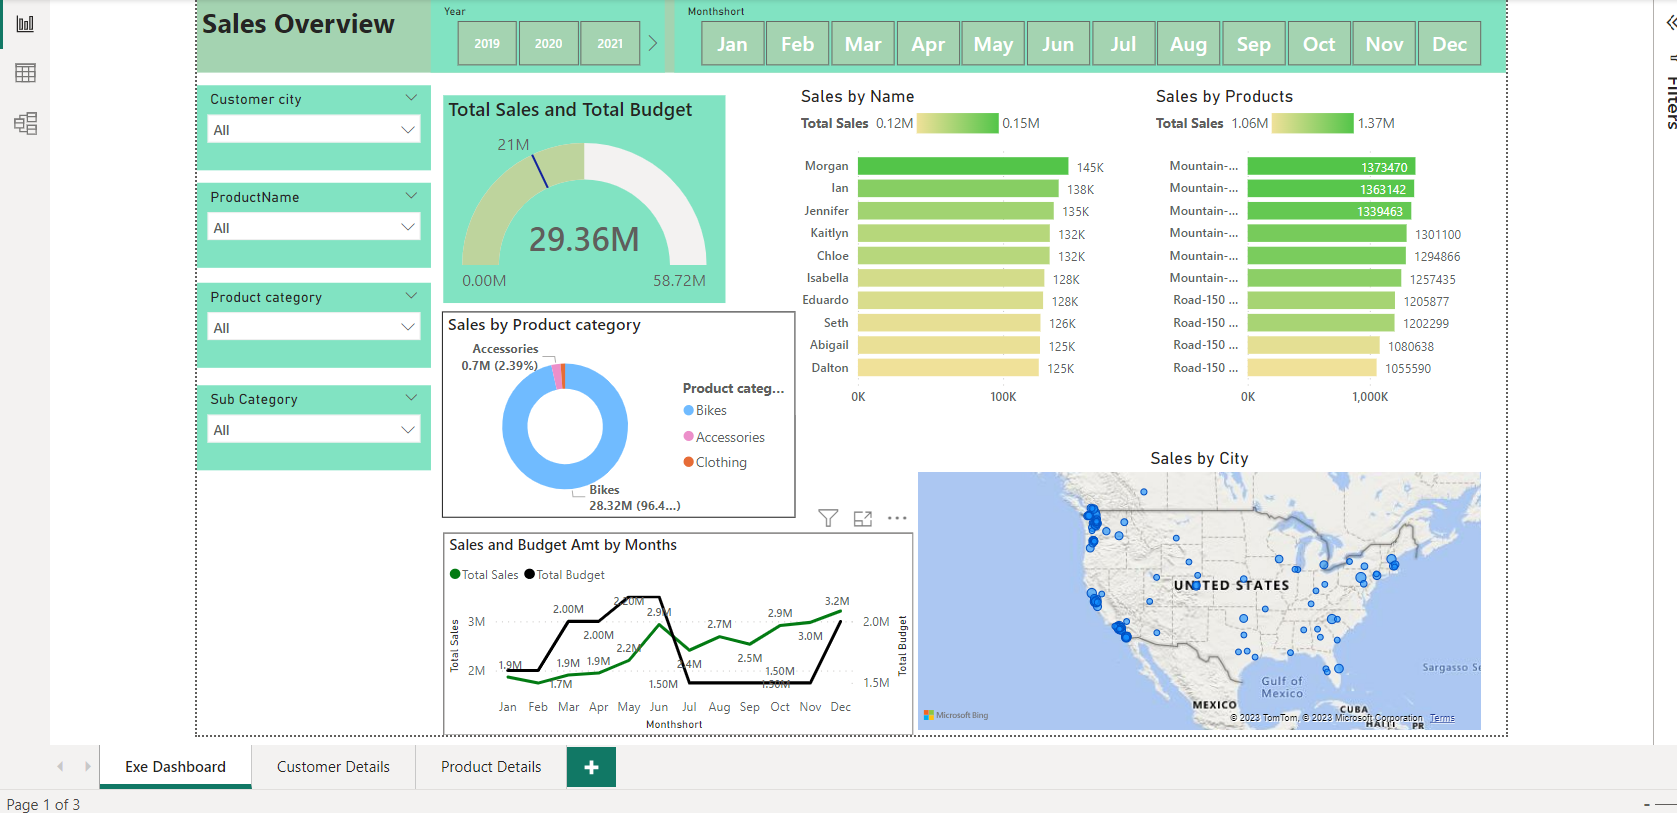 Sales Overview
Year
2019 2020 2021
Monthshort
Jan Feb Mar Apr May Jun Jul Aug Sep Oct Nov Dec
Filters
Customer city
All
ProductName
All
Product category
All
Sub Category
All
Total Sales and Total Budget
21M
29.36M
0.00M 58.72M
Sales by Name
Total Sales 0.12M 0.15M
Morgan 145K
Ian 138K
Jennifer 135K
Kaitlyn 132K
Chloe 132K
Isabella 128K
Eduardo 128K
Seth 126K
Abigail 125K
Dalton 125K
0K 100K
Sales by Products
Total Sales 1.06M 1.37M
Mountain-... 1373470
Mountain-... 1363142
Mountain-... 1339463
Mountain-... 1301100
Mountain-... 1294866
Mountain-... 1257435
Road-150 ... 1205877
Road-150 ... 1202299
Road-150 ... 1080638
Road-150 ... 1055590
0K 1,000K
Sales by Product category
Accessories
0.7M (2.39%)
Bikes
28.32M (96.4...)
Product categ...
Bikes
Accessories
Clothing
Sales and Budget Amt by Months
Total Sales Total Budget
Total Sales
3M
2M
1.9M
1.7M
2.00M
1.9M
2.00M
1.9M
2.20M
2.2M
2.9M
1.50M
2.4M
2.7M
2.5M
2.9M
1.50M
1.50M
3.0M
3.2M
2.0M
1.5M
Total Budget
Jan Feb Mar Apr May Jun Jul Aug Sep Oct Nov Dec
Monthshort
Sales by City
UNITED STATES
Sargasso Se
Gulf of
Mexico
MEXICO
CUBA
HAITI PR
Microsoft Bing
© 2023 TomTom, © 2023 Microsoft Corporation Terms
Exe Dashboard Customer Details Product Details +
Page 1 of 3